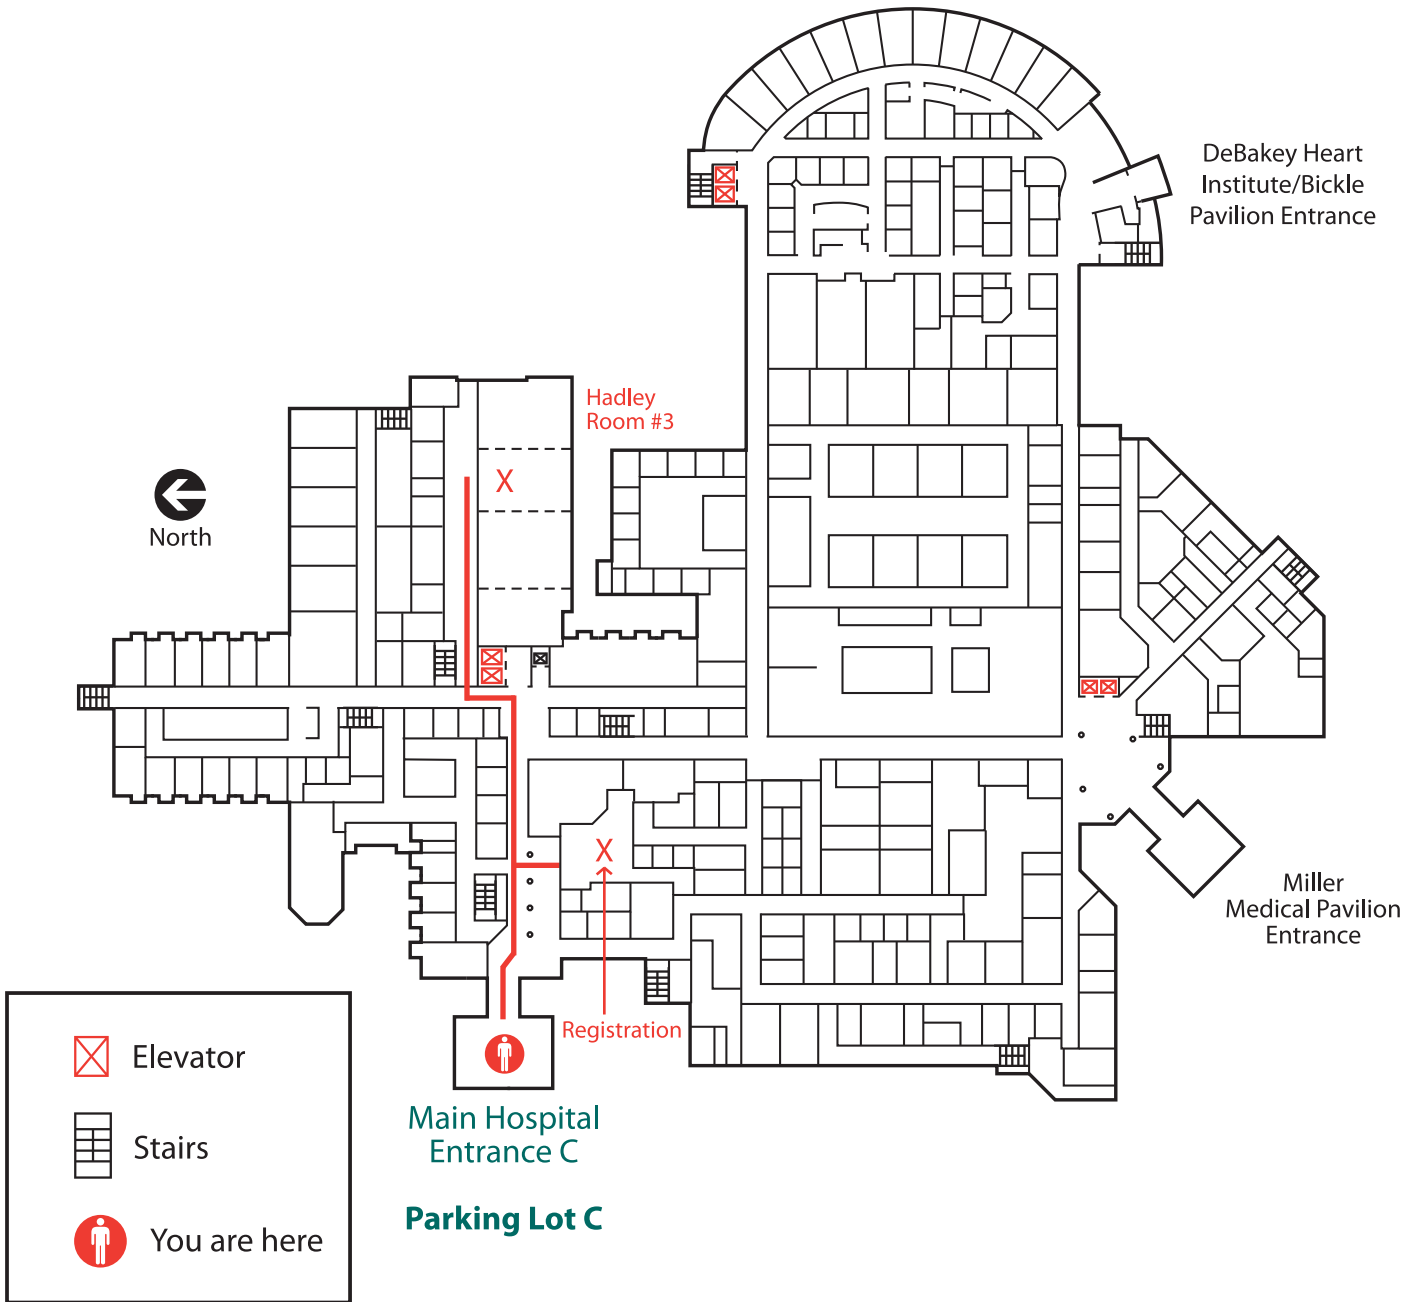 DeBakey Heart
Institute/Bickle
Pavilion Entrance
Hadley
Room #3
X
North
X
Miller
Medical Pavilion
Entrance
Registration
Elevator
Stairs
You are here
Main Hospital
Entrance C
Parking Lot C